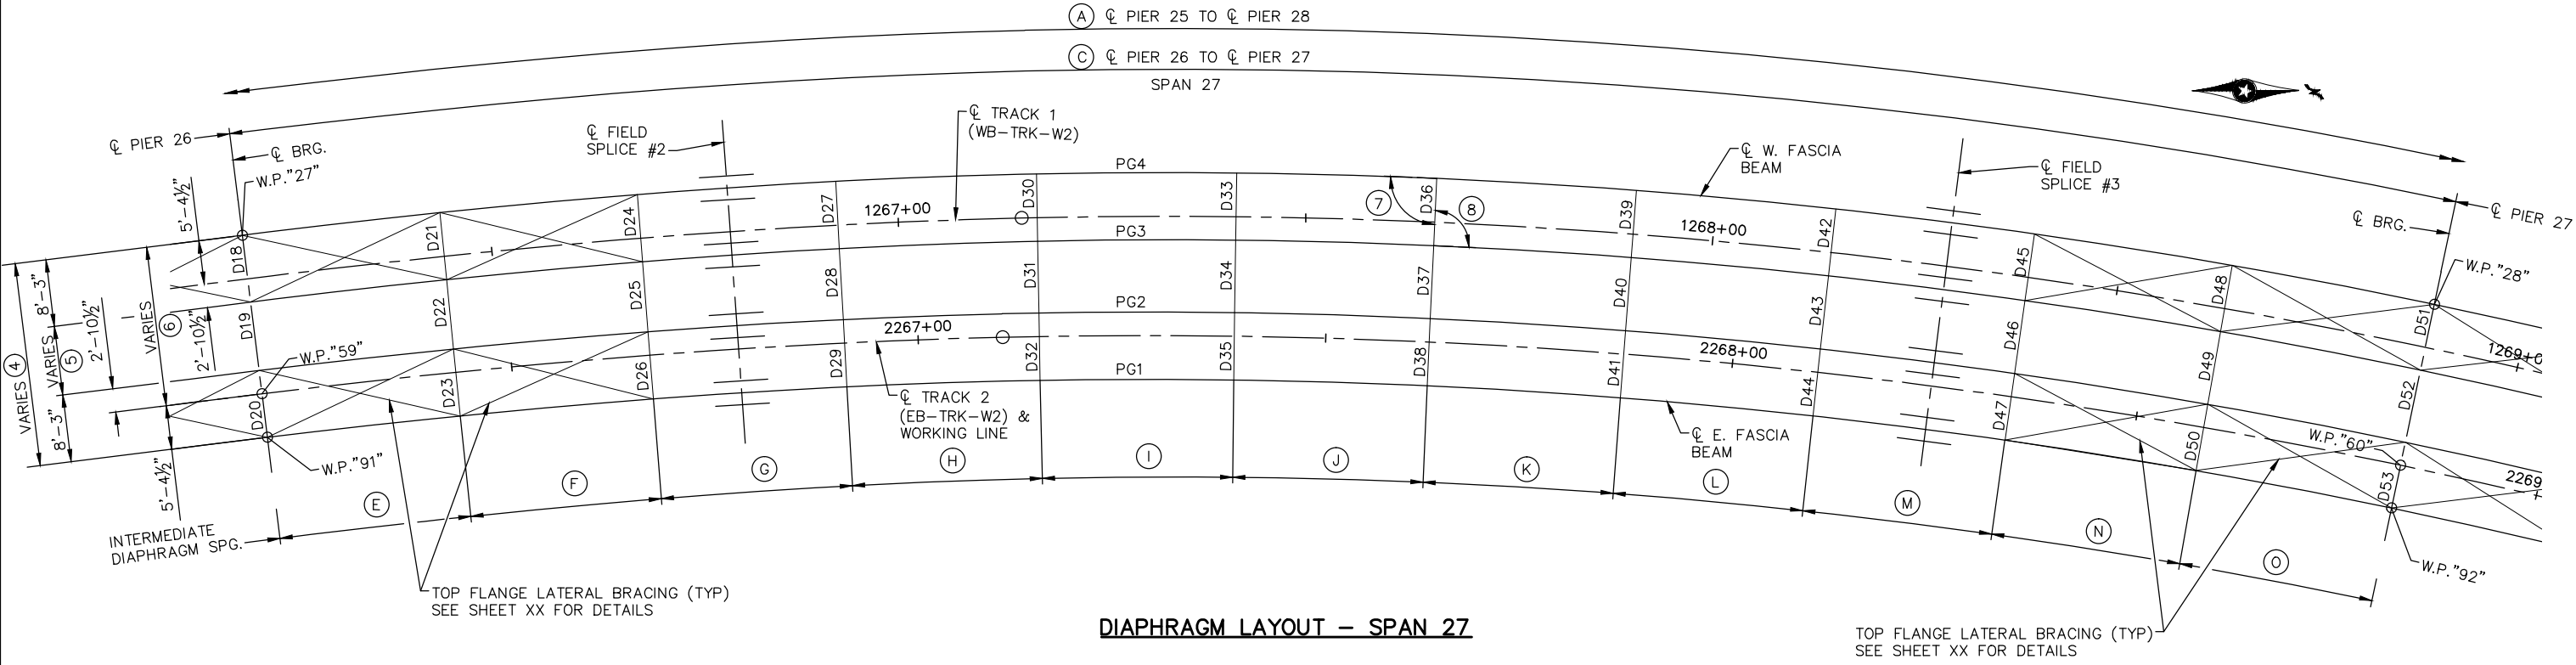 Ⓐ ℄ PIER 25 TO ℄ PIER 28
Ⓒ ℄ PIER 26 TO ℄ PIER 27
SPAN 27
℄ PIER 26
℄ BRG.
W.P."27"
℄ FIELD
SPLICE #2
℄ TRACK 1
(WB-TRK-W2)
℄ W. FASCIA
BEAM
℄ FIELD
SPLICE #3
℄ BRG.
℄ PIER 27
W.P."28"
5'-4½"
8'-3"
VARIES ④
VARIES ⑤
2'-10½"
8'-3"
VARIES ⑥
2'-10½"
5'-4½"
W.P."59"
W.P."91"
D18
D19
D20
D21
D22
D23
D24
D25
D26
D27
D28
D29
D30
D31
D32
D33
D34
D35
D36
D37
D38
D39
D40
D41
D42
D43
D44
D45
D46
D47
D48
D49
D50
D51
D52
D53
PG4
PG3
PG2
PG1
1267+00
1268+00
1269+0
2267+00
2268+00
2269
⑦
⑧
℄ TRACK 2
(EB-TRK-W2) &
WORKING LINE
℄ E. FASCIA
BEAM
W.P."60"
W.P."92"
INTERMEDIATE
DIAPHRAGM SPG.
Ⓔ
Ⓕ
Ⓖ
Ⓗ
Ⓘ
Ⓙ
Ⓚ
Ⓛ
Ⓜ
Ⓝ
Ⓞ
TOP FLANGE LATERAL BRACING (TYP)
SEE SHEET XX FOR DETAILS
DIAPHRAGM LAYOUT – SPAN 27
TOP FLANGE LATERAL BRACING (TYP)
SEE SHEET XX FOR DETAILS